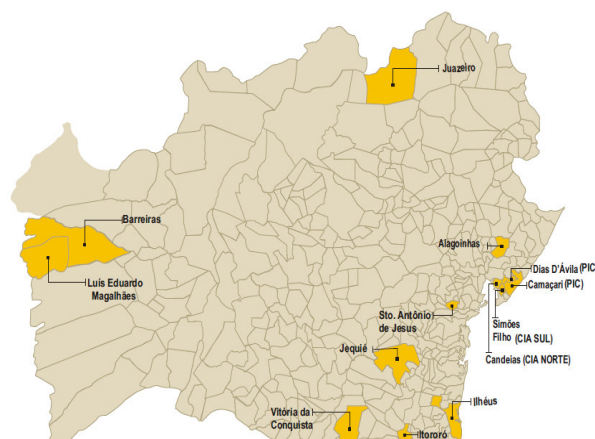 Juazeiro
Barreiras
Alagoinhas
Dias D'Ávila (PIC
Camaçari (PIC)
Luís Eduardo
Magalhães
Sto. Antônio
de Jesus
Simões
Filho (CIA SUL)
Candeias (CIA NORTE)
Jequié
Ilhéus
Vitória da
Conquista
Itororó